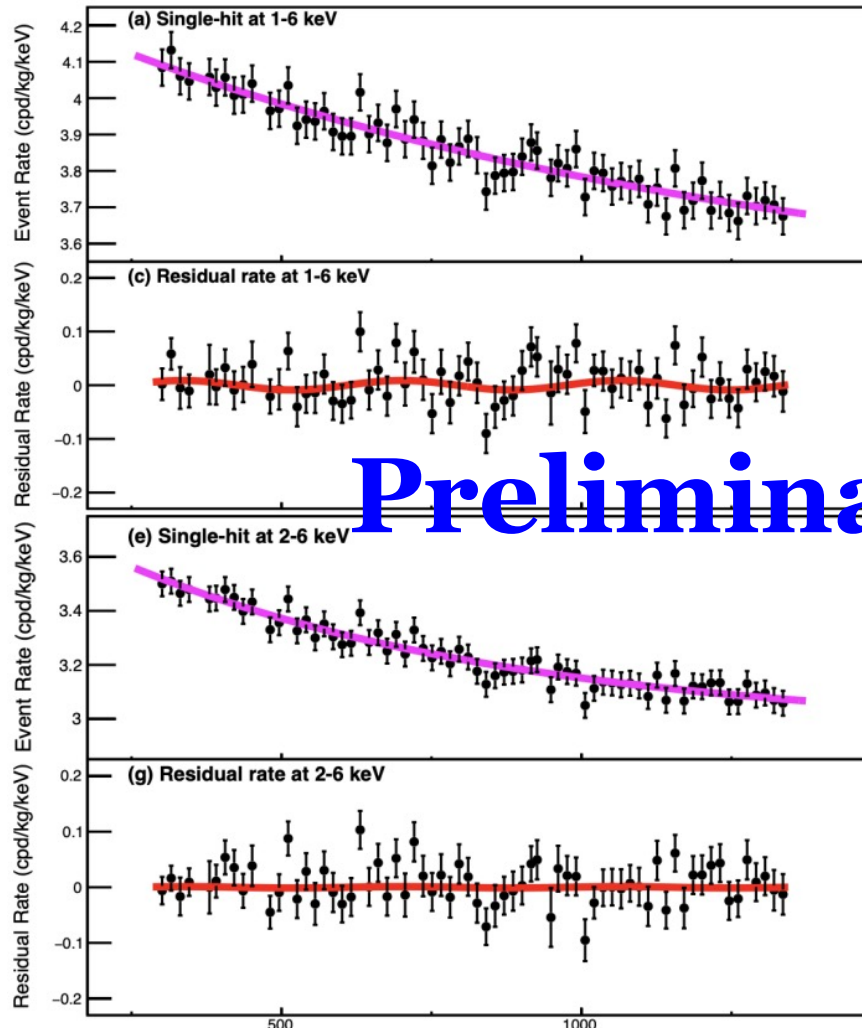 (a) Single-hit at 1-6 keV
Event Rate (cpd/kg/keV)
4.2
4.1
4
3.9
3.8
3.7
3.6
(c) Residual rate at 1-6 keV
Residual Rate (cpd/kg/keV)
0.2
0.1
0
−0.1
−0.2
Prelimina
(e) Single-hit at 2-6 keV
Event Rate (cpd/kg/keV)
3.6
3.4
3.2
3
(g) Residual rate at 2-6 keV
Residual Rate (cpd/kg/keV)
0.2
0.1
0
−0.1
−0.2
500
1000